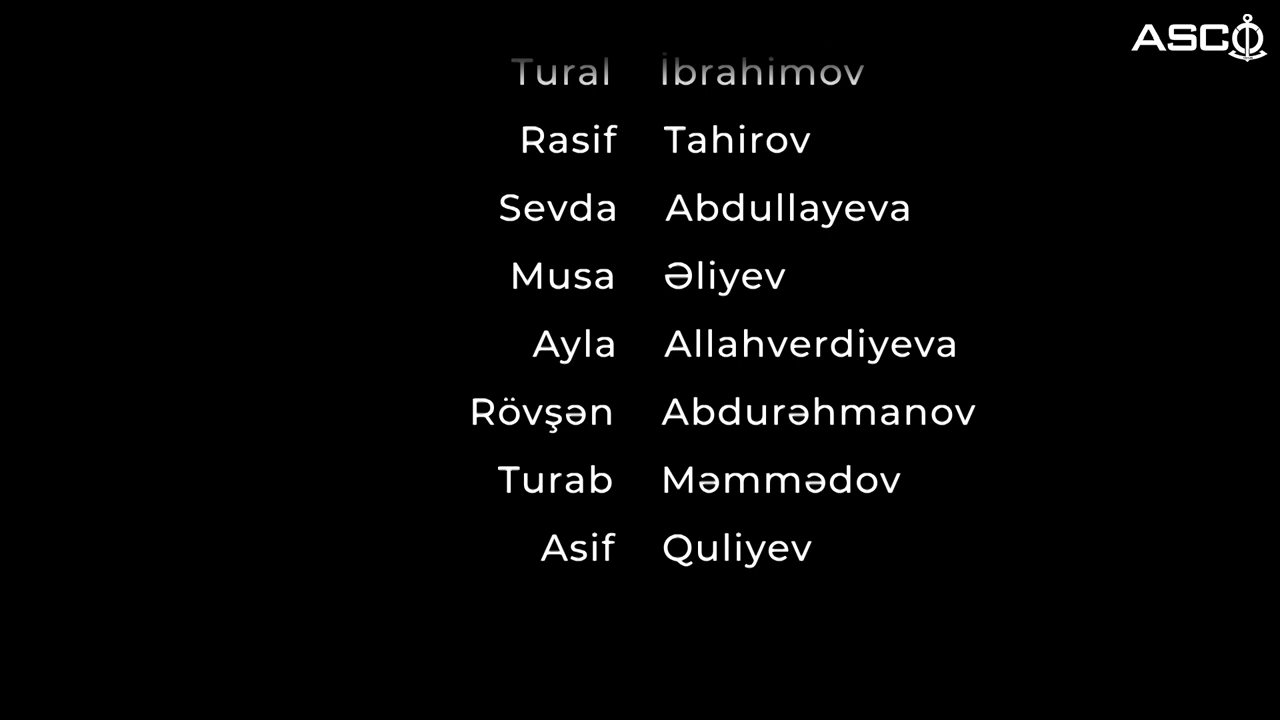 ASCO
Tural İbrahimov
Rasif Tahirov
Sevda Abdullayeva
Musa Əliyev
Ayla Allahverdiyeva
Rövşən Abdurəhmanov
Turab Məmmədov
Asif Quliyev